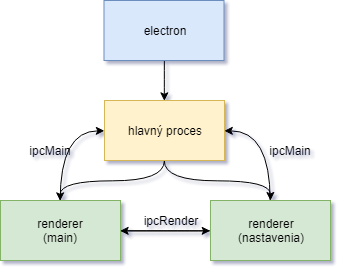 electron
hlavný proces
ipcMain
ipcMain
ipcRender
renderer
(main)
renderer
(nastavenia)